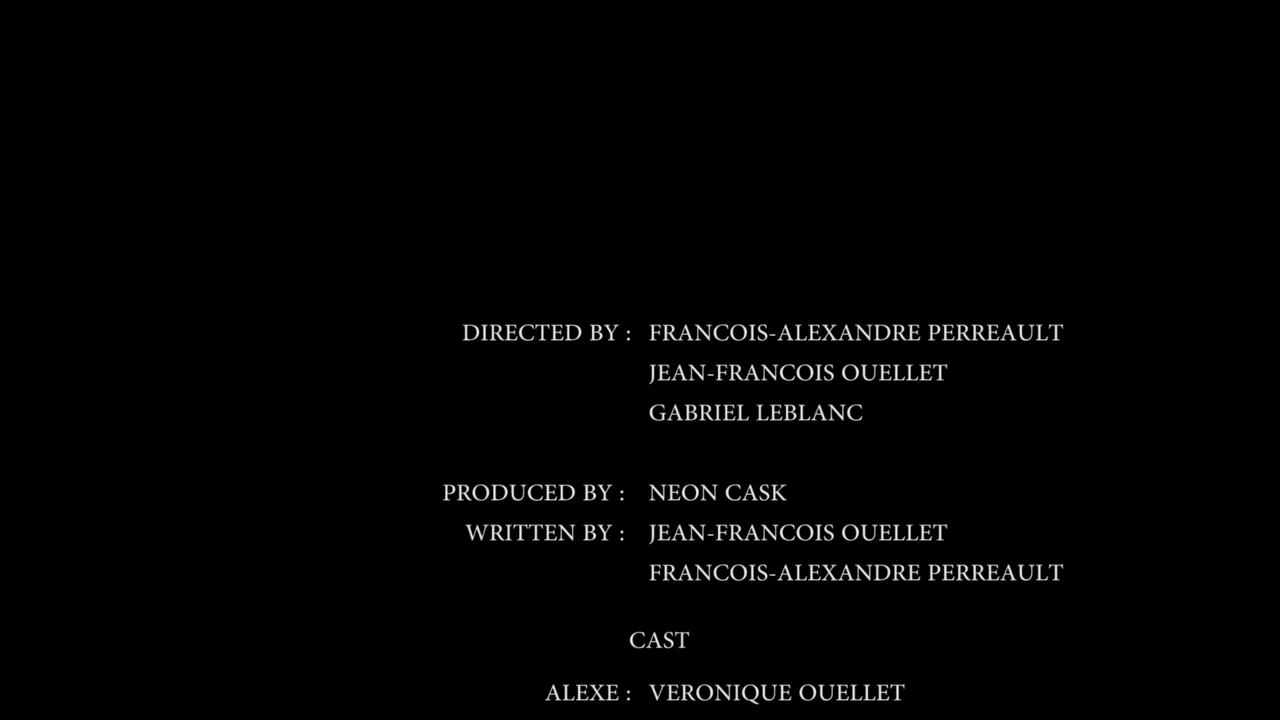 DIRECTED BY : FRANCOIS-ALEXANDRE PERREAULT
JEAN-FRANCOIS OUELLET
GABRIEL LEBLANC
PRODUCED BY : NEON CASK
WRITTEN BY : JEAN-FRANCOIS OUELLET
FRANCOIS-ALEXANDRE PERREAULT
CAST
ALEXE : VERONIQUE OUELLET